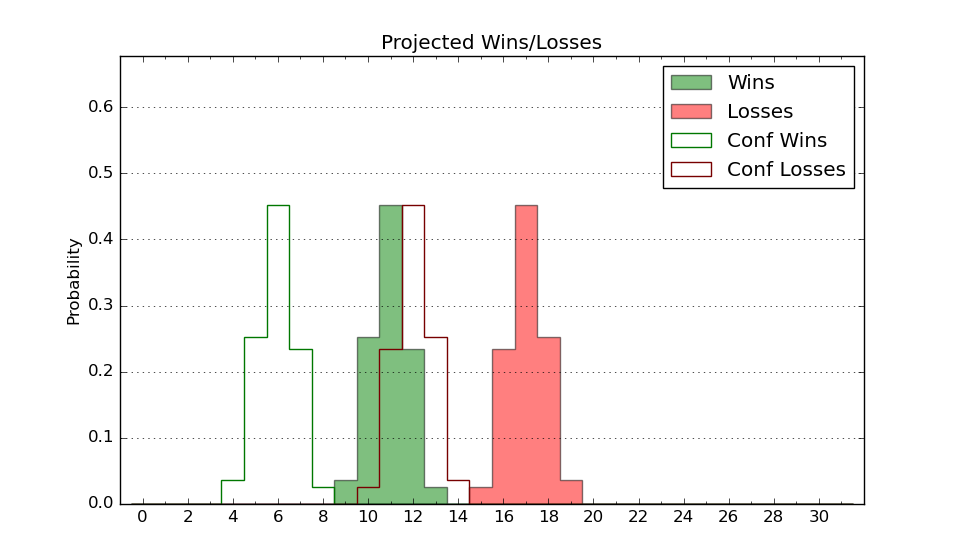 Projected Wins/Losses
Wins
Losses
Conf Wins
Conf Losses
Probability
0.6
0.5
0.4
0.3
0.2
0.1
0.0
0 2 4 6 8 10 12 14 16 18 20 22 24 26 28 30